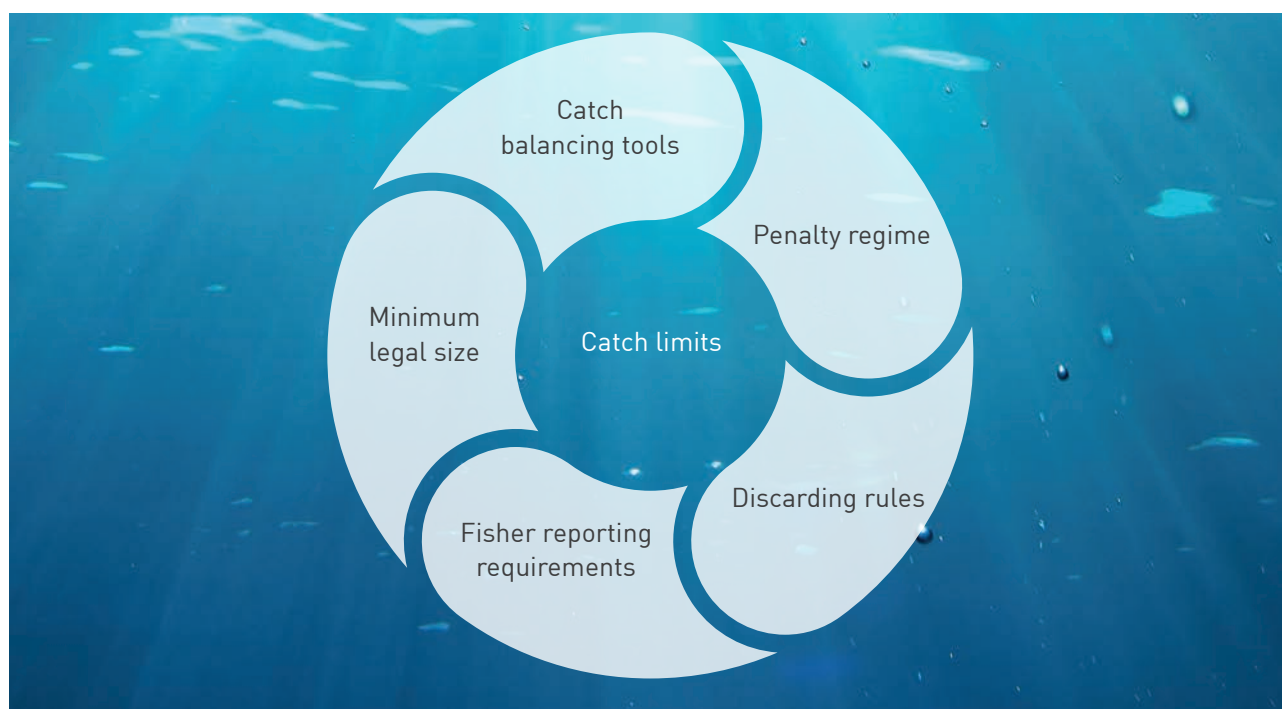 Catch
balancing tools
Penalty regime
Discarding rules
Fisher reporting
requirements
Minimum
legal size
Catch limits